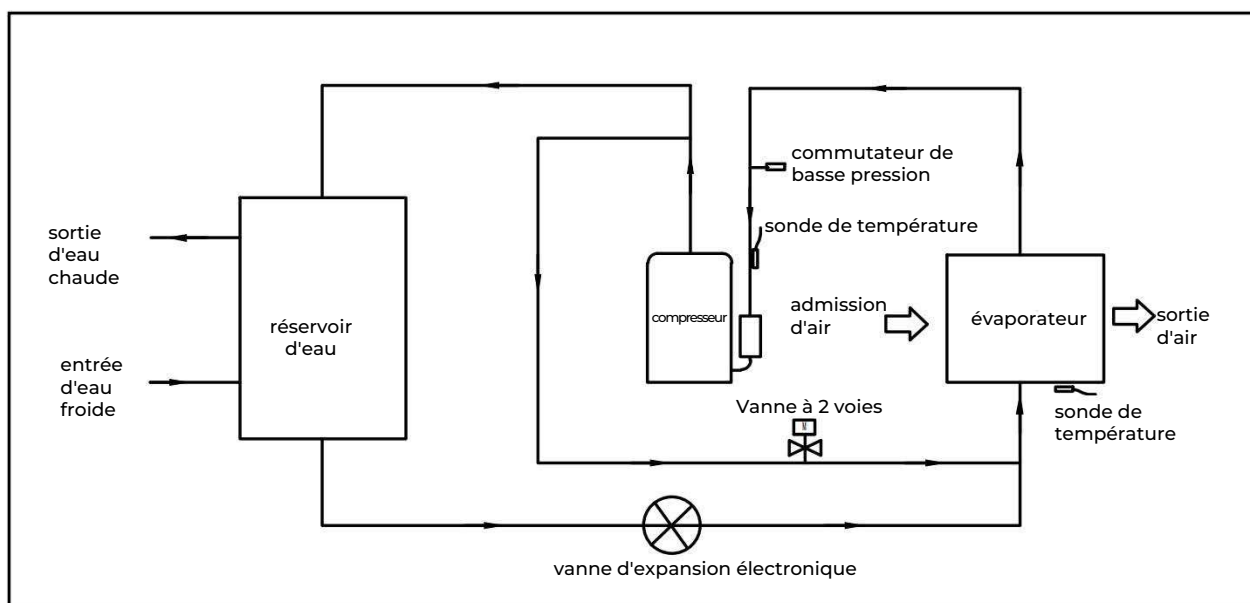 commutateur de
basse pression
sonde de température
sortie
d'eau
chaude
réservoir
d'eau
entrée
d'eau
froide
compresseur
admission
d'air
évaporateur
sortie
d'air
Vanne à 2 voies
sonde de
température
vanne d'expansion électronique